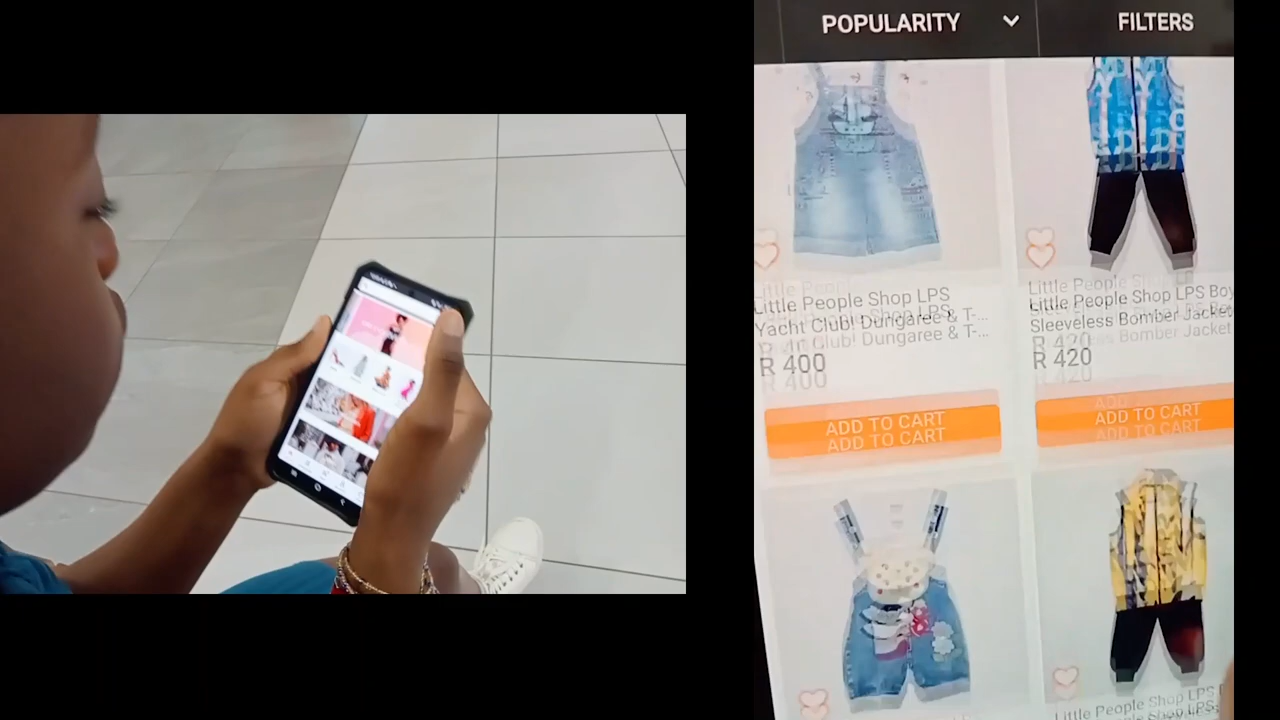 POPULARITY
FILTERS
Little People Shop LPS
Yacht Club! Dungaree & T-...
R 400
ADD TO CART
Little People Shop LPS Boy
Sleeveless Bomber Jacket
R 420
ADD TO CART
Little People Shop LPS